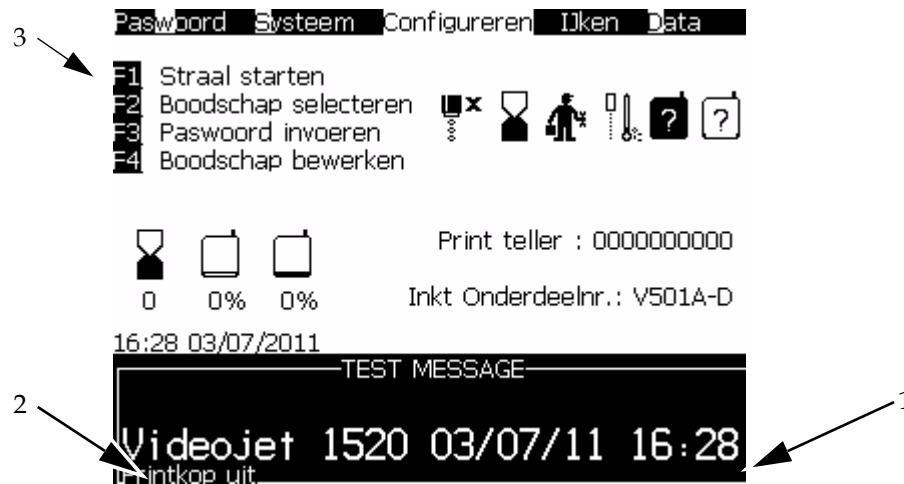 Paswoord Systeem Configureren IJken Data
3
F1 Straal starten
F2 Boodschap selecteren
F3 Paswoord invoeren
F4 Boodschap bewerken
? ?
Print teller : 0000000000
0 0% 0% Inkt Onderdeelnr.: V501A-D
16:28 03/07/2011
TEST MESSAGE
2
1
Videojet 1520 03/07/11 16:28
Printkop uit